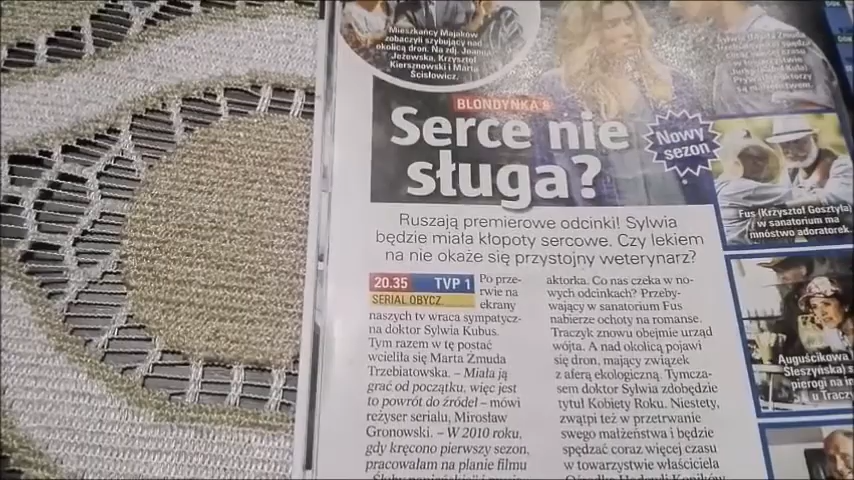 Mieszkańcy Majaków
zobaczyli szybujący nad
okolicą dron. Na zdj. Joanna
Jeżewska, Krzysztof
Kiersznowski i Marta
Ścisłowicz.
BLONDYNKA 8
Serce nie
sługa?
Nowy
sezon
Ruszają premierowe odcinki! Sylwia
będzie miała kłopoty sercowe. Czy lekiem
na nie okaże się przystojny weterynarz?
20.35 TVP 1
SERIAL OBYCZ.
Po prze-
rwie na
ekrany
naszych tv wraca sympatycz-
na doktor Sylwia Kubus.
Tym razem w tę postać
wcieliła się Marta Żmuda
Trzebiatowska. – Miała ją
grać od początku, więc jest
to powrót do źródeł – mówi
reżyser serialu, Mirosław
Gronowski. – W 2010 roku,
gdy kręcono pierwszy sezon,
pracowałam na planie filmu
aktorka. Co nas czeka w no-
wych odcinkach? Przeby-
wający w sanatorium Fus
nabierze ochoty na romanse.
Traczyk znowu obejmie urząd
wójta. A nad okolicą pojawi
się dron, mający związek
z aferą ekologiczną. Tymcza-
sem doktor Sylwia odbierze
tytuł Kobiety Roku. Niestety,
zwątpi też w przetrwanie
swego małżeństwa i będzie
spędzać coraz więcej czasu
w towarzystwie właściciela
Fus (Krzysztof Gosztyła)
w sanatorium ma
mnóstwo adoratorek.